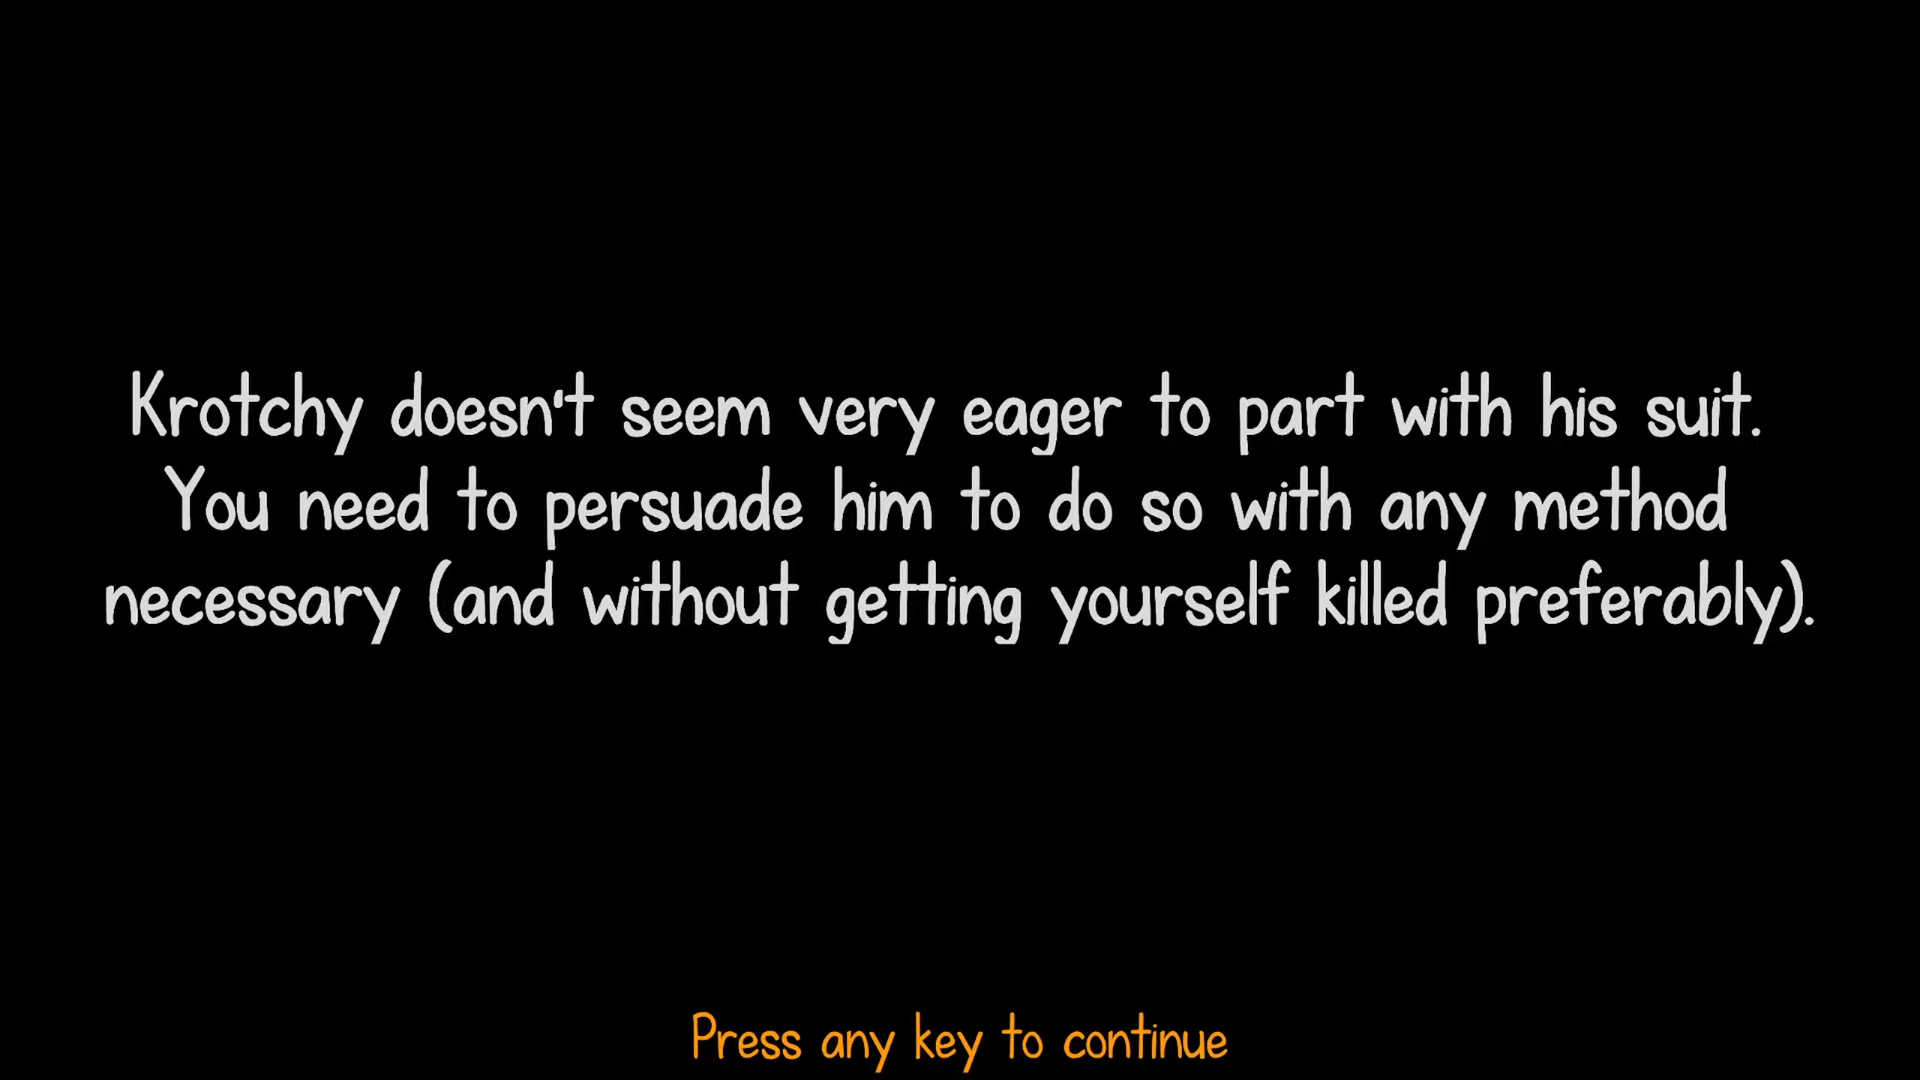 Krotchy doesn't seem very eager to part with his suit.
You need to persuade him to do so with any method
necessary (and without getting yourself killed preferably).
Press any key to continue